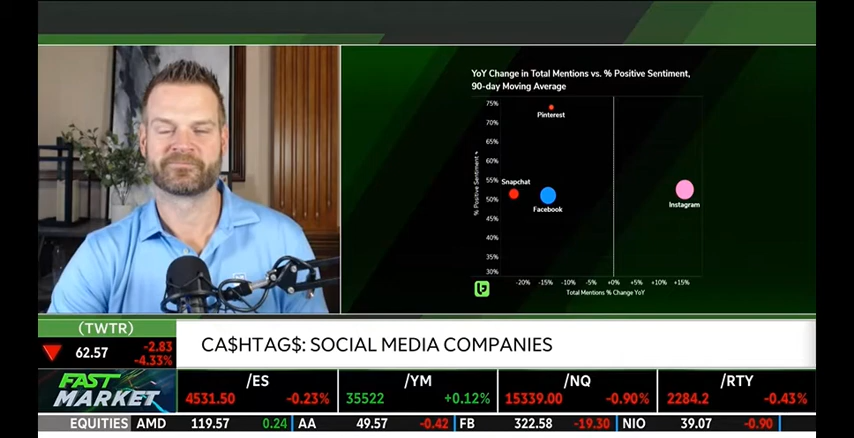 YoY Change in Total Mentions vs. % Positive Sentiment,
90-day Moving Average
75%
70%
65%
60%
55%
50%
45%
40%
35%
30%
% Positive Sentiment
Pinterest
Snapchat
Facebook
Instagram
-20% -15% -10% -5% +0% +5% +10% +15%
Total Mentions % Change YoY
(TWTR)
62.57 -2.83
-4.33%
CA$HTAG$: SOCIAL MEDIA COMPANIES
FAST
MARKET
/ES
4531.50 -0.23%
/YM
35522 +0.12%
/NQ
15339.00 -0.90%
/RTY
2284.2 -0.43%
EQUITIES AMD 119.57 0.24 AA 49.57 -0.42 FB 322.58 -19.30 NIO 39.07 -0.90